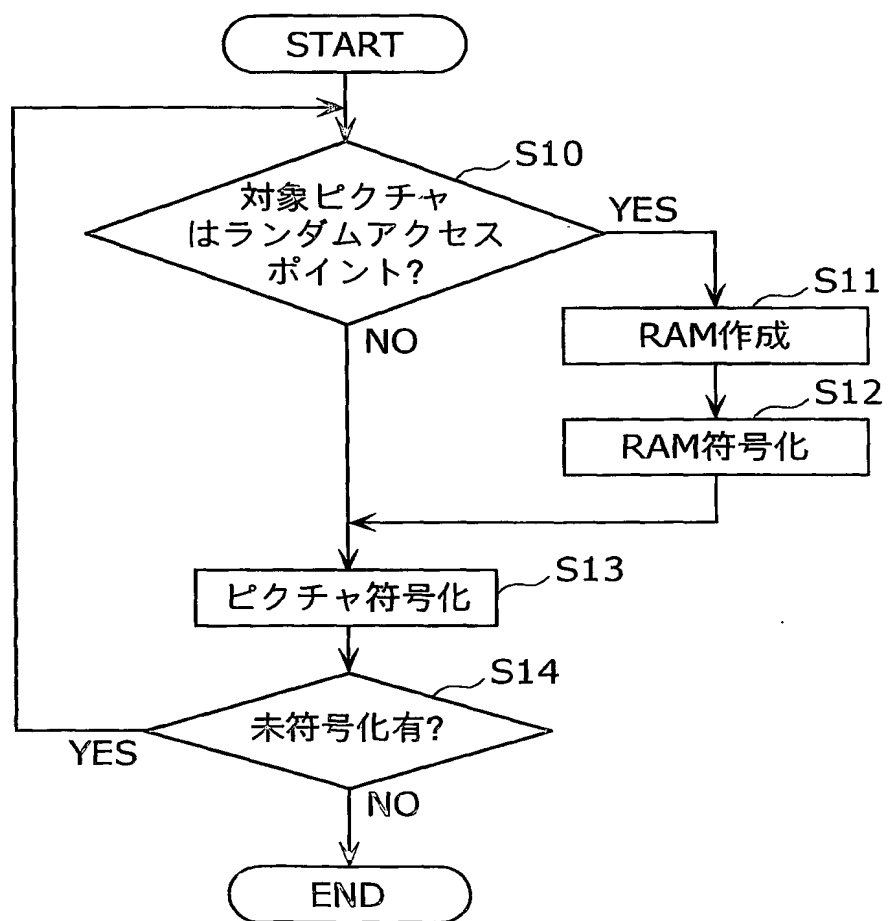 START
S10
対象ピクチャ
はランダムアクセス
ポイント?
YES
NO
S11
RAM作成
S12
RAM符号化
S13
ピクチャ符号化
S14
未符号化有?
YES
NO
END